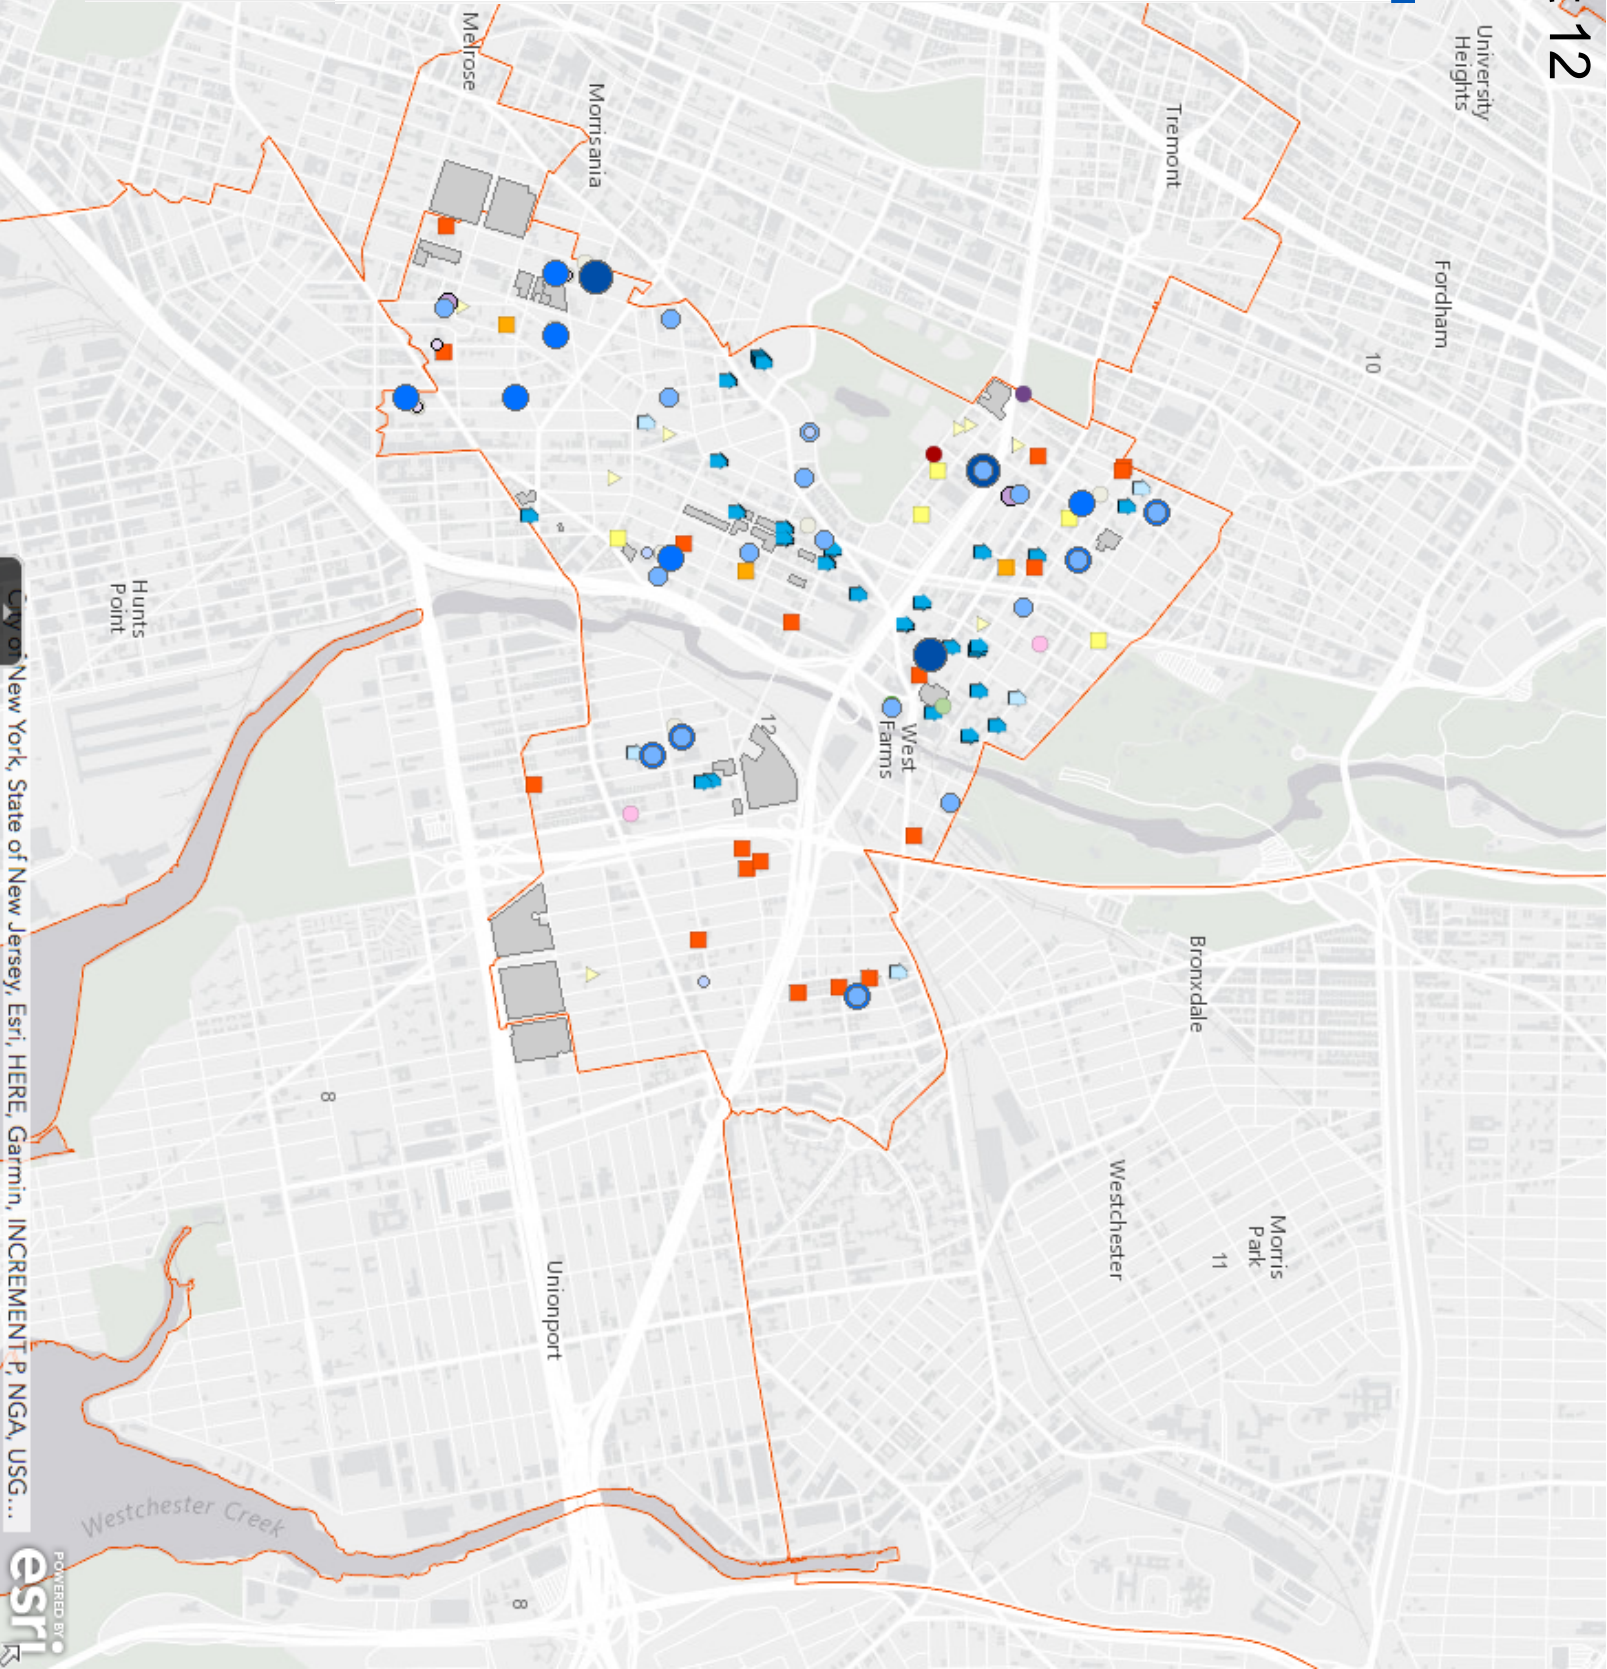 12
University
Heights
Fordham
10
Tremont
Morrisania
Melrose
West
Farms
12
Bronxdale
Morris
Park
11
Westchester
Hunts
Point
8
Unionport
Westchester Creek
8
City of New York, State of New Jersey, Esri, HERE, Garmin, INCREMENT P, NGA, USG...
POWERED BY
esri